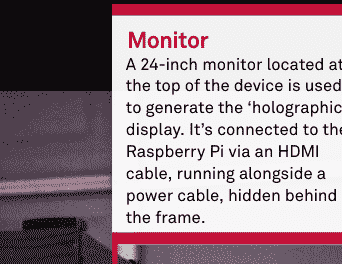 Monitor
A 24-inch monitor located at
the top of the device is used
to generate the ‘holographic
display. It’s connected to the
Raspberry Pi via an HDMI
cable, running alongside a
power cable, hidden behind
the frame.